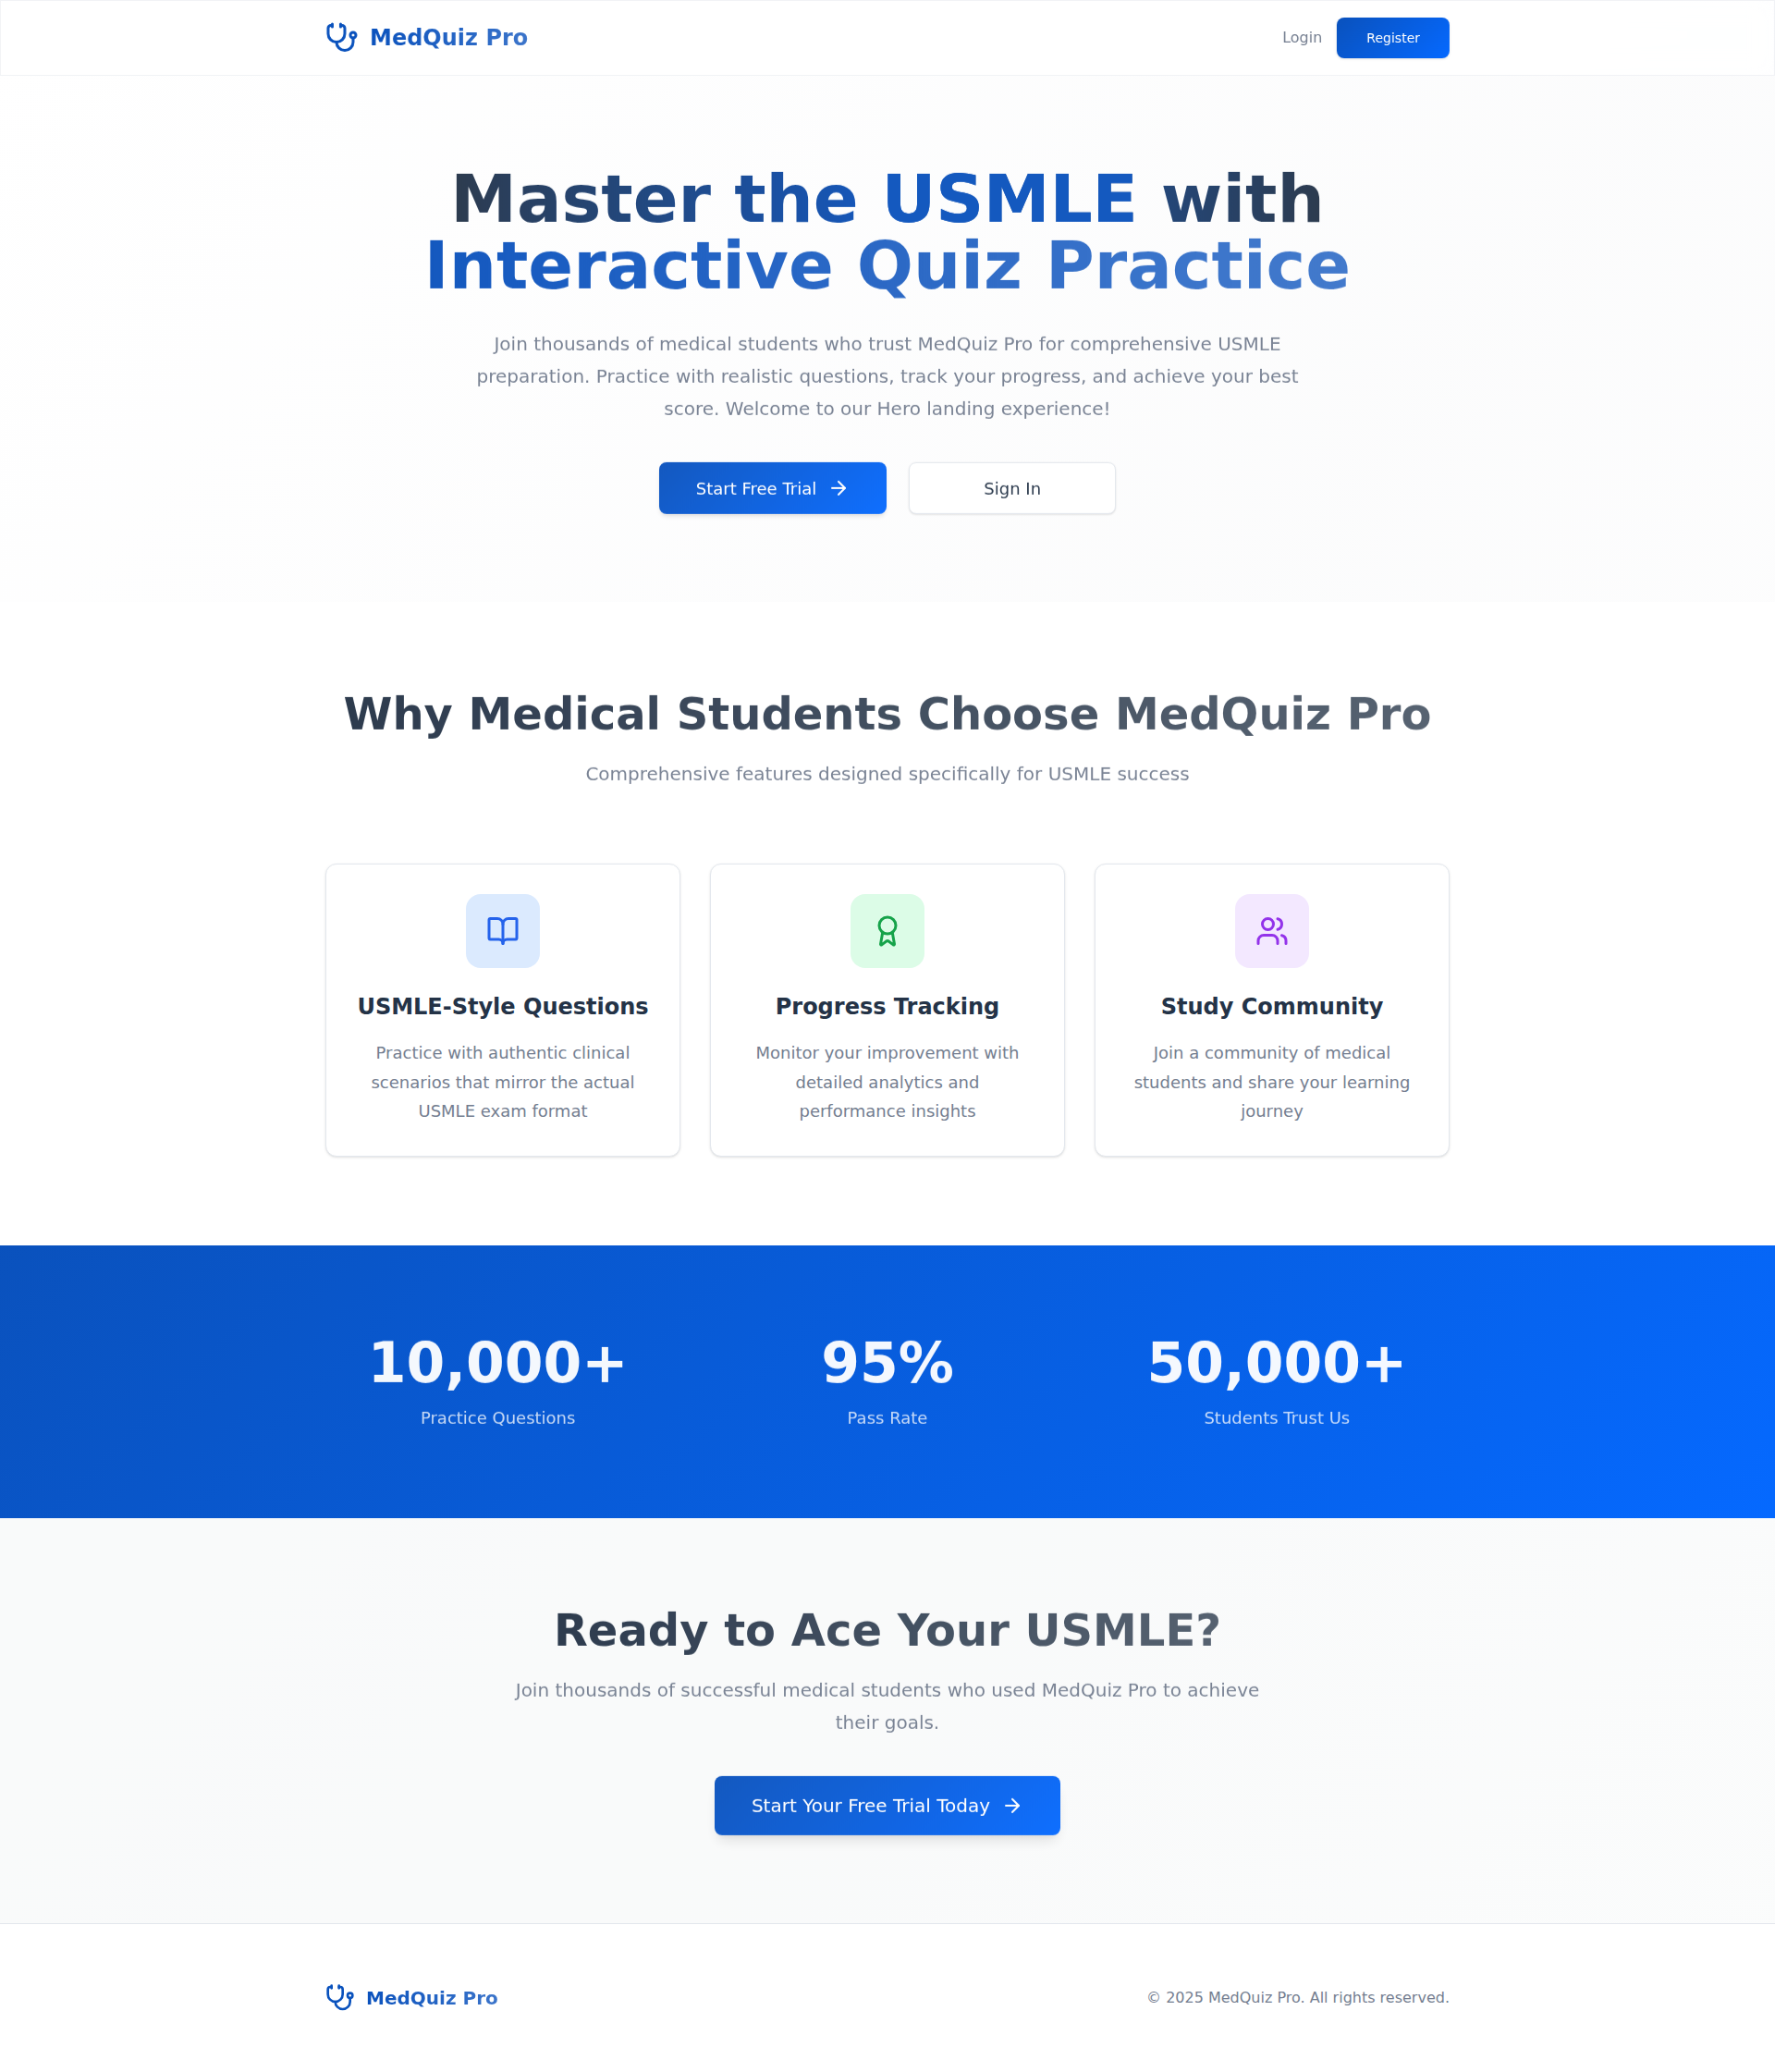 MedQuiz Pro
Login
Register
Master the USMLE with
Interactive Quiz Practice
Join thousands of medical students who trust MedQuiz Pro for comprehensive USMLE
preparation. Practice with realistic questions, track your progress, and achieve your best
score. Welcome to our Hero landing experience!
Start Free Trial
Sign In
Why Medical Students Choose MedQuiz Pro
Comprehensive features designed specifically for USMLE success
USMLE-Style Questions
Practice with authentic clinical
scenarios that mirror the actual
USMLE exam format
Progress Tracking
Monitor your improvement with
detailed analytics and
performance insights
Study Community
Join a community of medical
students and share your learning
journey
10,000+
Practice Questions
95%
Pass Rate
50,000+
Students Trust Us
Ready to Ace Your USMLE?
Join thousands of successful medical students who used MedQuiz Pro to achieve
their goals.
Start Your Free Trial Today
MedQuiz Pro
© 2025 MedQuiz Pro. All rights reserved.